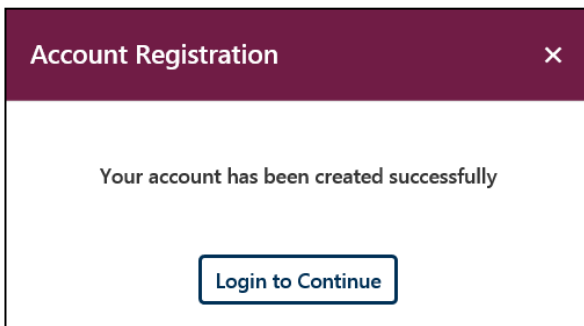 Account Registration ×
Your account has been created successfully
Login to Continue